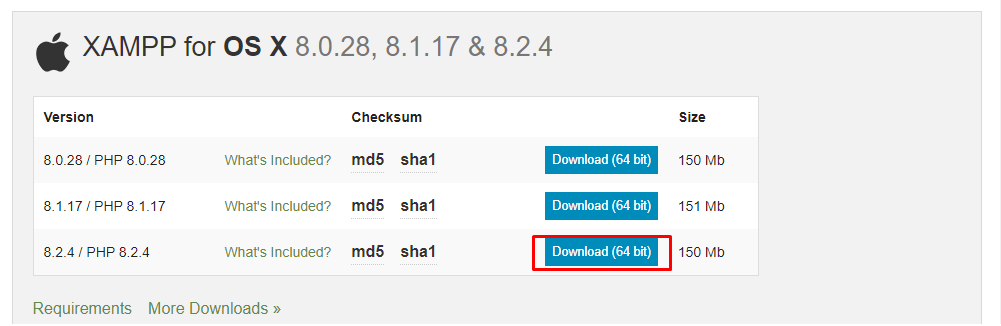 XAMPP for OS X 8.0.28, 8.1.17 & 8.2.4
Version Checksum Size
8.0.28 / PHP 8.0.28 What's Included? md5 sha1 Download (64 bit) 150 Mb
8.1.17 / PHP 8.1.17 What's Included? md5 sha1 Download (64 bit) 151 Mb
8.2.4 / PHP 8.2.4 What's Included? md5 sha1 Download (64 bit) 150 Mb
Requirements More Downloads »